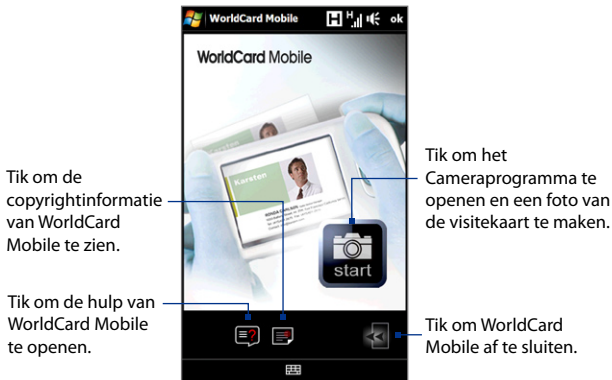 WorldCard Mobile
H
H
ok
WorldCard Mobile
Karsten
Karsten
start
?
Tik om de
copyrightinformatie
van WorldCard
Mobile te zien.
Tik om de hulp van
WorldCard Mobile
te openen.
Tik om het
Cameraprogramma te
openen en een foto van
de visitekaart te maken.
Tik om WorldCard
Mobile af te sluiten.